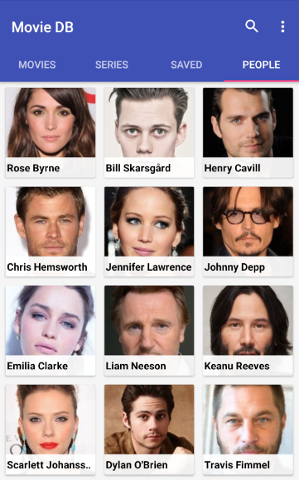 Movie DB
MOVIES SERIES SAVED PEOPLE
Rose Byrne Bill Skarsgård Henry Cavill
Chris Hemsworth Jennifer Lawrence Johnny Depp
Emilia Clarke Liam Neeson Keanu Reeves
Scarlett Johanss.. Dylan O'Brien Travis Fimmel